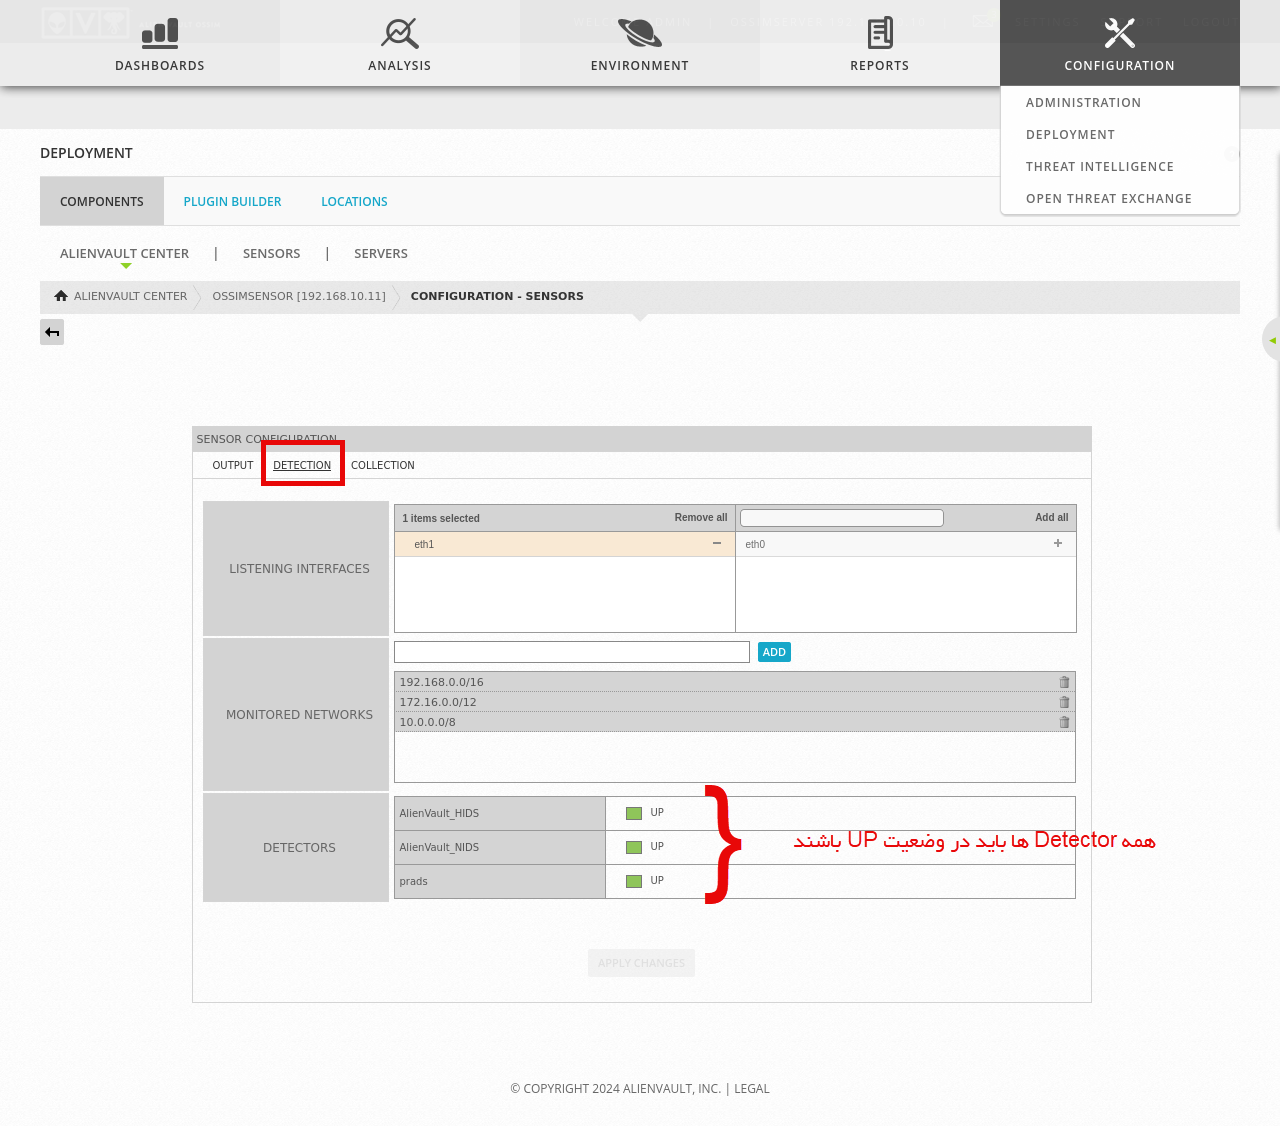 DASHBOARDS
ANALYSIS
ENVIRONMENT
REPORTS
CONFIGURATION
ADMINISTRATION
DEPLOYMENT
THREAT INTELLIGENCE
OPEN THREAT EXCHANGE
DEPLOYMENT
COMPONENTS PLUGIN BUILDER LOCATIONS
ALIENVAULT CENTER | SENSORS | SERVERS
ALIENVAULT CENTER OSSIMSENSOR [192.168.10.11] CONFIGURATION - SENSORS
SENSOR CONFIGURATION
OUTPUT DETECTION COLLECTION
LISTENING INTERFACES
1 items selected Remove all Add all
eth1 eth0
MONITORED NETWORKS
ADD
192.168.0.0/16
172.16.0.0/12
10.0.0.0/8
DETECTORS
AlienVault_HIDS UP
AlienVault_NIDS UP
prads UP
همه Detector ها باید در وضعیت UP باشند
APPLY CHANGES
© COPYRIGHT 2024 ALIENVAULT, INC. | LEGAL